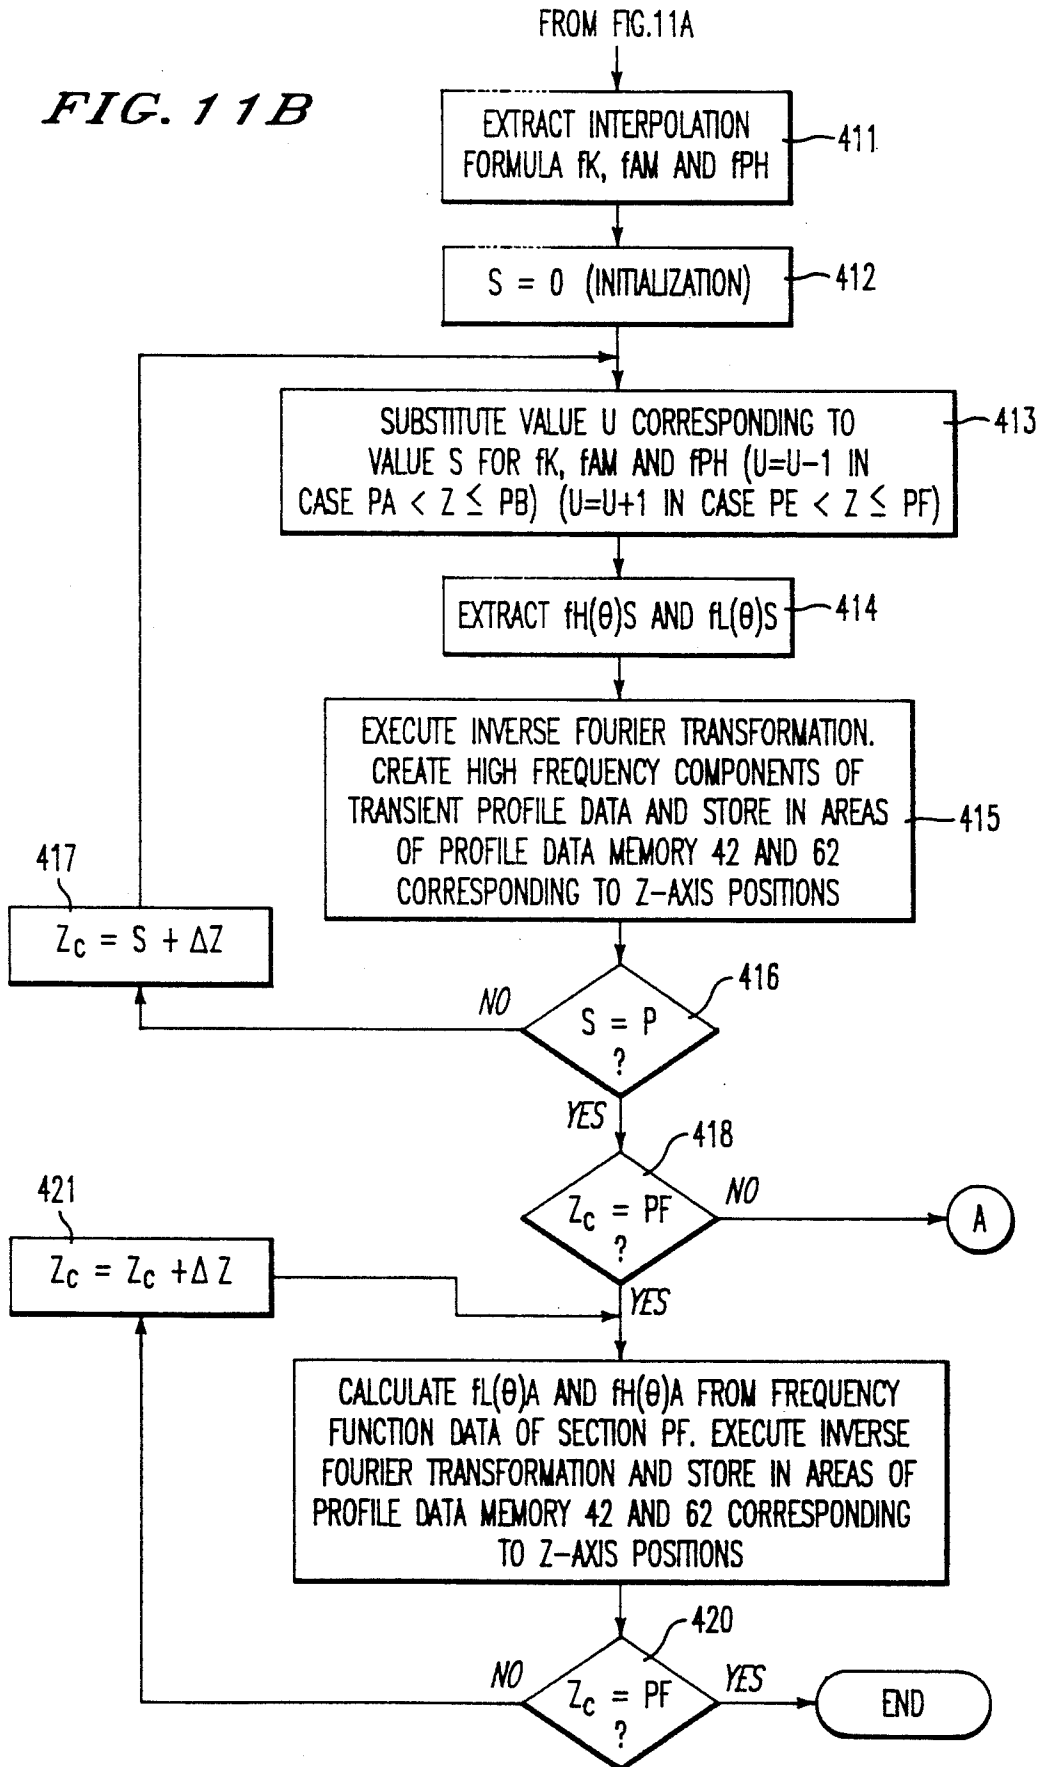 FROM FIG.11A
FIG. 11B
EXTRACT INTERPOLATION
FORMULA fK, fAM AND fPH
411
S = 0 (INITIALIZATION)
412
SUBSTITUTE VALUE U CORRESPONDING TO
VALUE S FOR fK, fAM AND fPH (U=U-1 IN
CASE PA < Z ≤ PB) (U=U+1 IN CASE PE < Z ≤ PF)
413
EXTRACT fH(θ)S AND fL(θ)S
414
EXECUTE INVERSE FOURIER TRANSFORMATION.
CREATE HIGH FREQUENCY COMPONENTS OF
TRANSIENT PROFILE DATA AND STORE IN AREAS
OF PROFILE DATA MEMORY 42 AND 62
CORRESPONDING TO Z-AXIS POSITIONS
415
417
Zc = S + ΔZ
416
NO
S = P
?
YES
418
Zc = PF
?
NO
A
421
Zc = Zc +Δ Z
YES
CALCULATE fL(θ)A AND fH(θ)A FROM FREQUENCY
FUNCTION DATA OF SECTION PF. EXECUTE INVERSE
FOURIER TRANSFORMATION AND STORE IN AREAS OF
PROFILE DATA MEMORY 42 AND 62 CORRESPONDING
TO Z-AXIS POSITIONS
420
NO
Zc = PF
?
YES
END